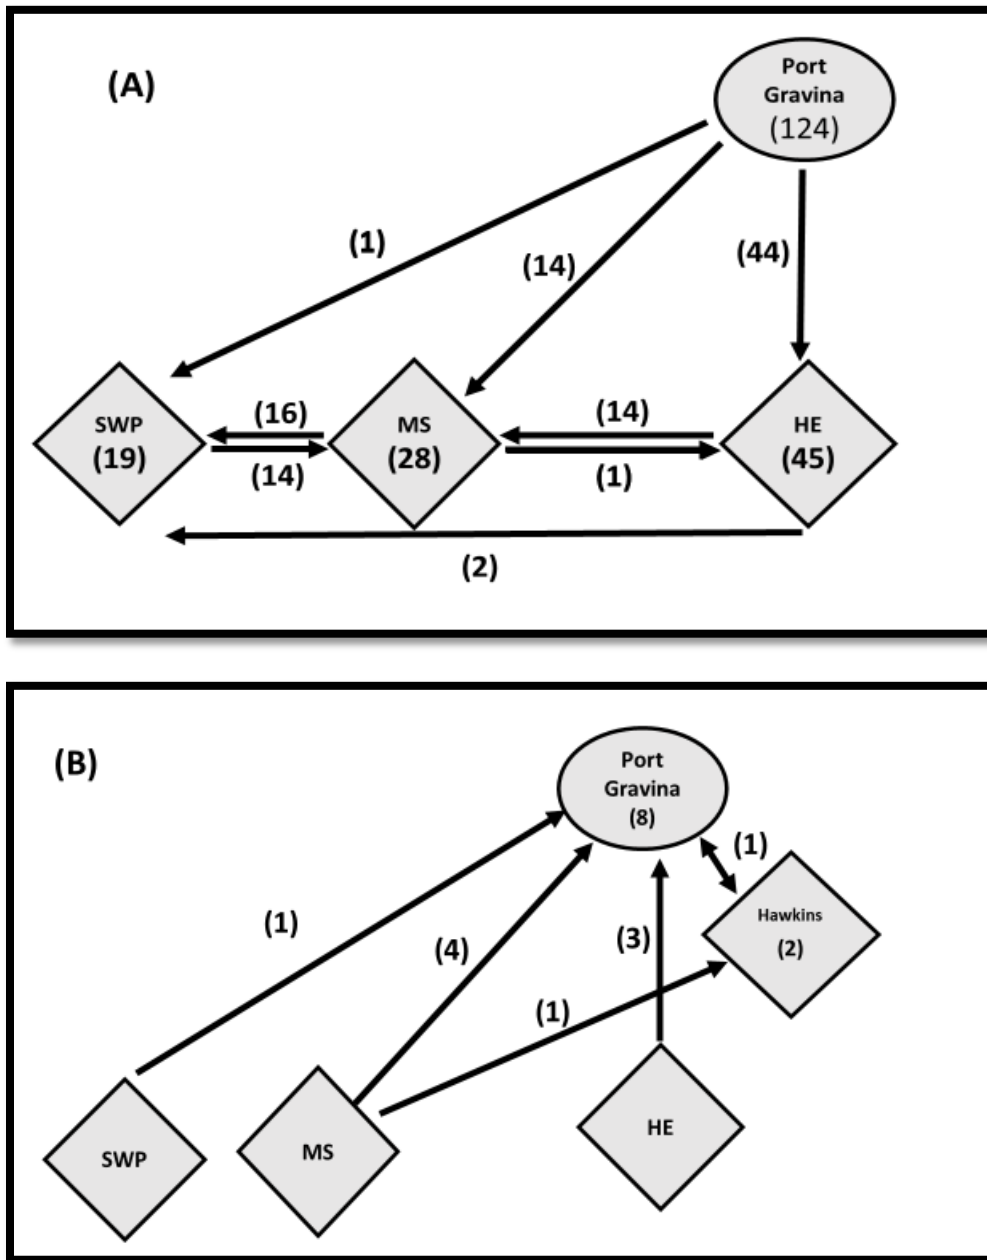 (A)
Port
Gravina
(124)
(1)
(14)
(44)
SWP
(19)
(16)
(14)
MS
(28)
(14)
(1)
HE
(45)
(2)
(B)
Port
Gravina
(8)
(1)
(1)
(4)
(3)
Hawkins
(2)
(1)
SWP
MS
HE